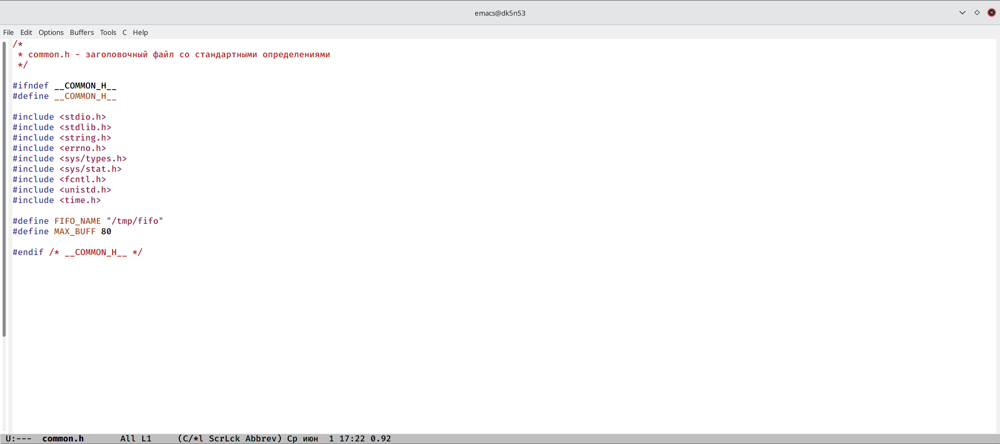 emacs@dk5n53
File Edit Options Buffers Tools C Help
/*
 * common.h - заголовочный файл со стандартными определениями
 */
#ifndef __COMMON_H__
#define __COMMON_H__
#include <stdio.h>
#include <stdlib.h>
#include <string.h>
#include <errno.h>
#include <sys/types.h>
#include <sys/stat.h>
#include <fcntl.h>
#include <unistd.h>
#include <time.h>
#define FIFO_NAME "/tmp/fifo"
#define MAX_BUFF 80
#endif /* __COMMON_H__ */
U:--- common.h All L1 (C/*l ScrLck Abbrev) Ср июн 1 17:22 0.92